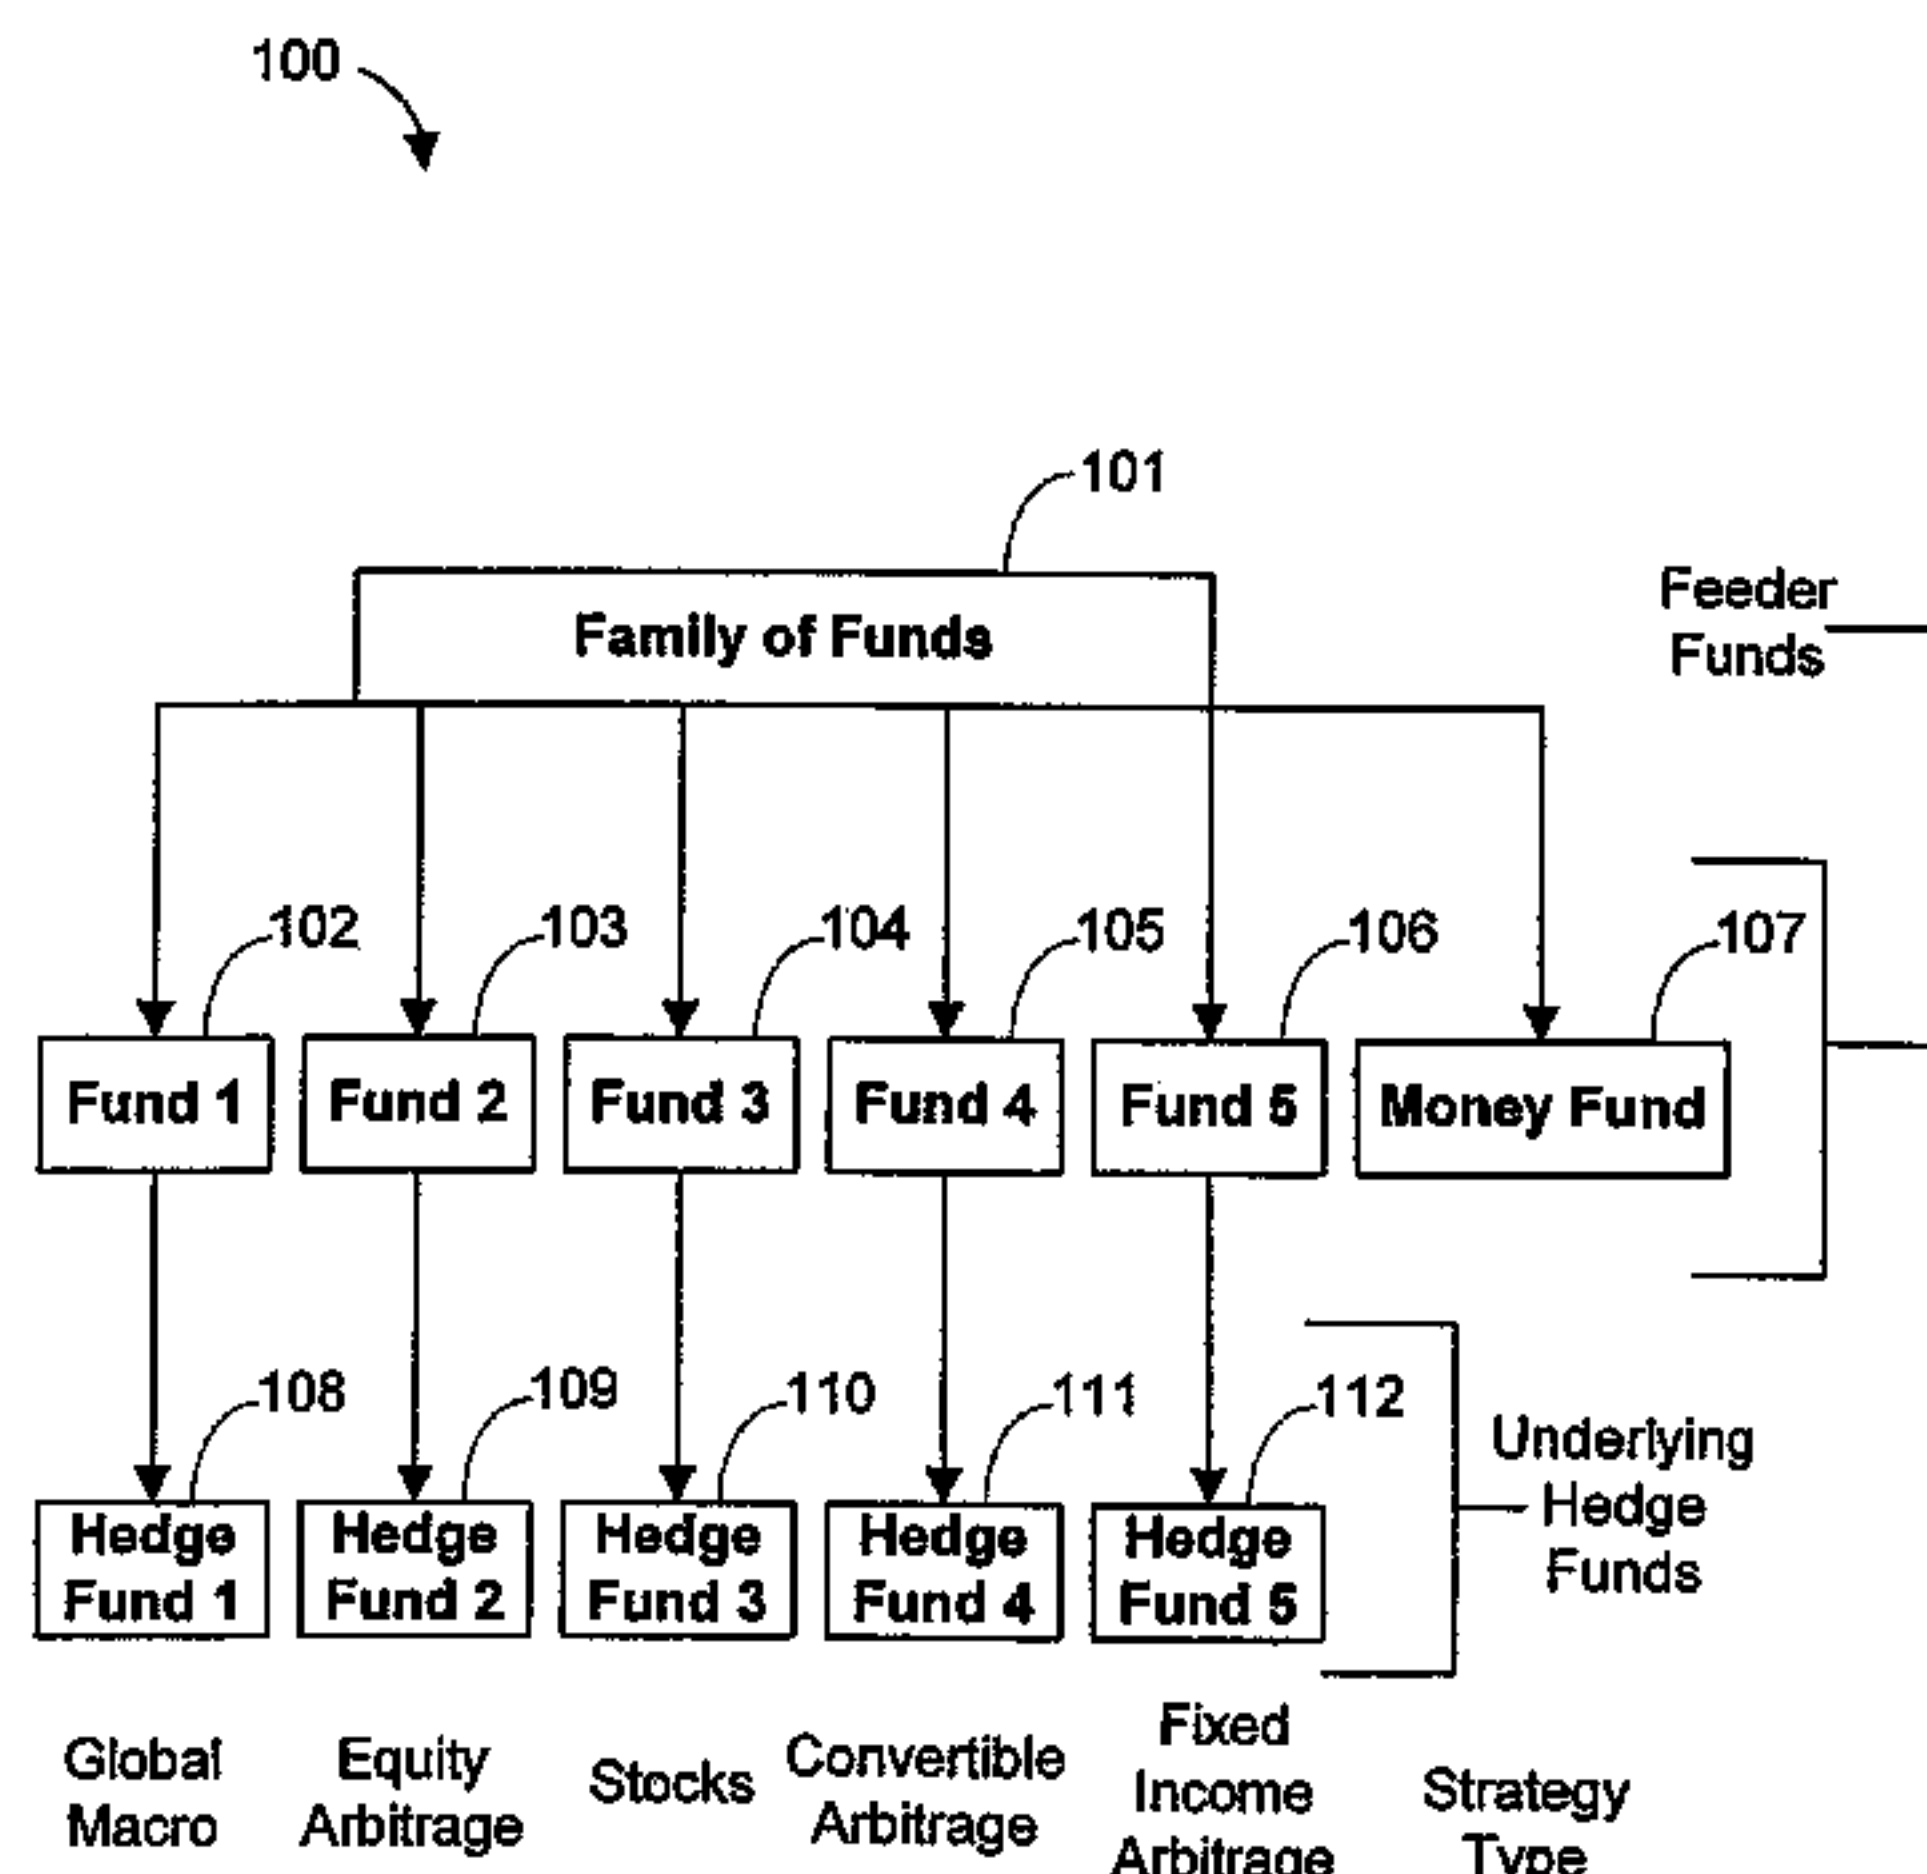 100
101
Family of Funds
Feeder
Funds
102
103
104
105
106
107
Fund 1
Fund 2
Fund 3
Fund 4
Fund 5
Money Fund
108
109
110
111
112
Underlying
Hedge
Funds
Hedge
Fund 1
Hedge
Fund 2
Hedge
Fund 3
Hedge
Fund 4
Hedge
Fund 5
Global
Macro
Equity
Arbitrage
Stocks
Convertible
Arbitrage
Fixed
Income
Arbitrage
Strategy
Type